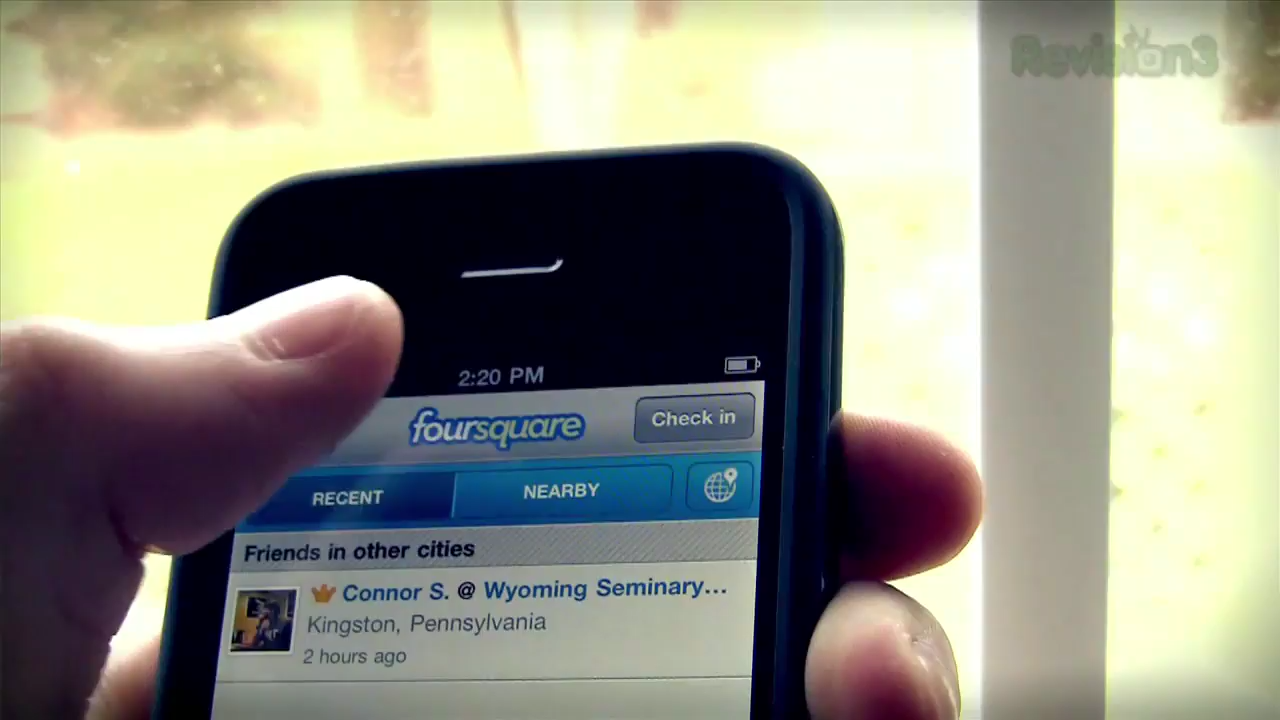 Revision3
2:20 PM
foursquare
Check in
RECENT
NEARBY
Friends in other cities
Connor S. @ Wyoming Seminary...
Kingston, Pennsylvania
2 hours ago